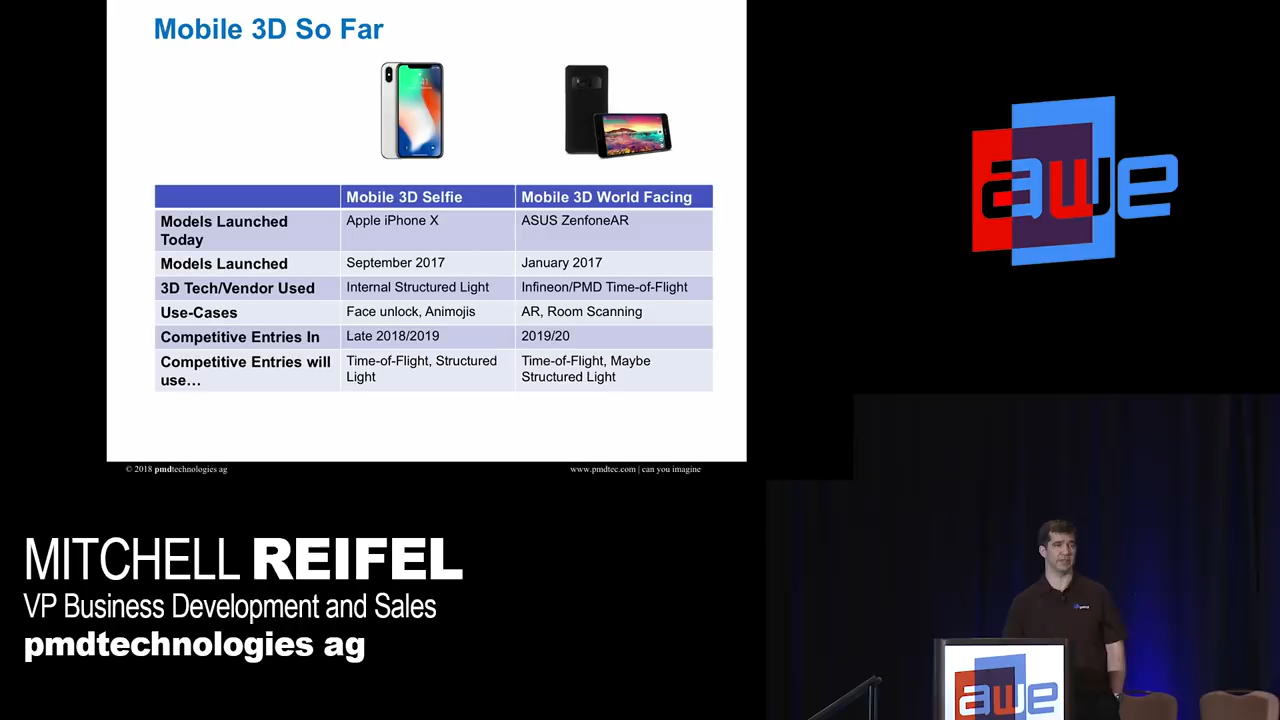 Mobile 3D So Far
Mobile 3D Selfie
Mobile 3D World Facing
Models Launched
Today
Apple iPhone X
ASUS ZenfoneAR
Models Launched
September 2017
January 2017
3D Tech/Vendor Used
Internal Structured Light
Infineon/PMD Time-of-Flight
Use-Cases
Face unlock, Animojis
AR, Room Scanning
Competitive Entries In
Late 2018/2019
2019/20
Competitive Entries will
use…
Time-of-Flight, Structured
Light
Time-of-Flight, Maybe
Structured Light
© 2018 pmdtechnologies ag
www.pmdtec.com | can you imagine
awe
MITCHELL REIFEL
VP Business Development and Sales
pmdtechnologies ag
awe